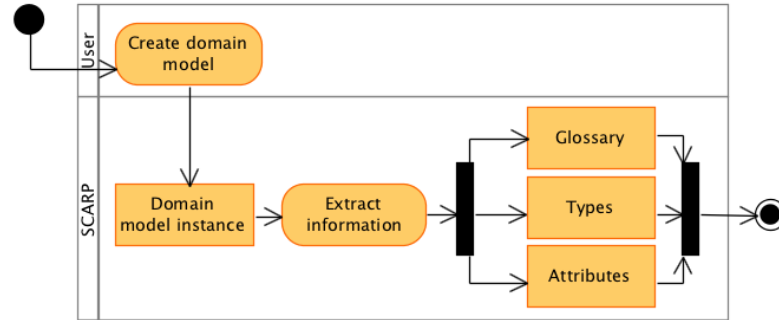 User
Create domain
model
SCARP
Domain
model instance
Extract
information
Glossary
Types
Attributes